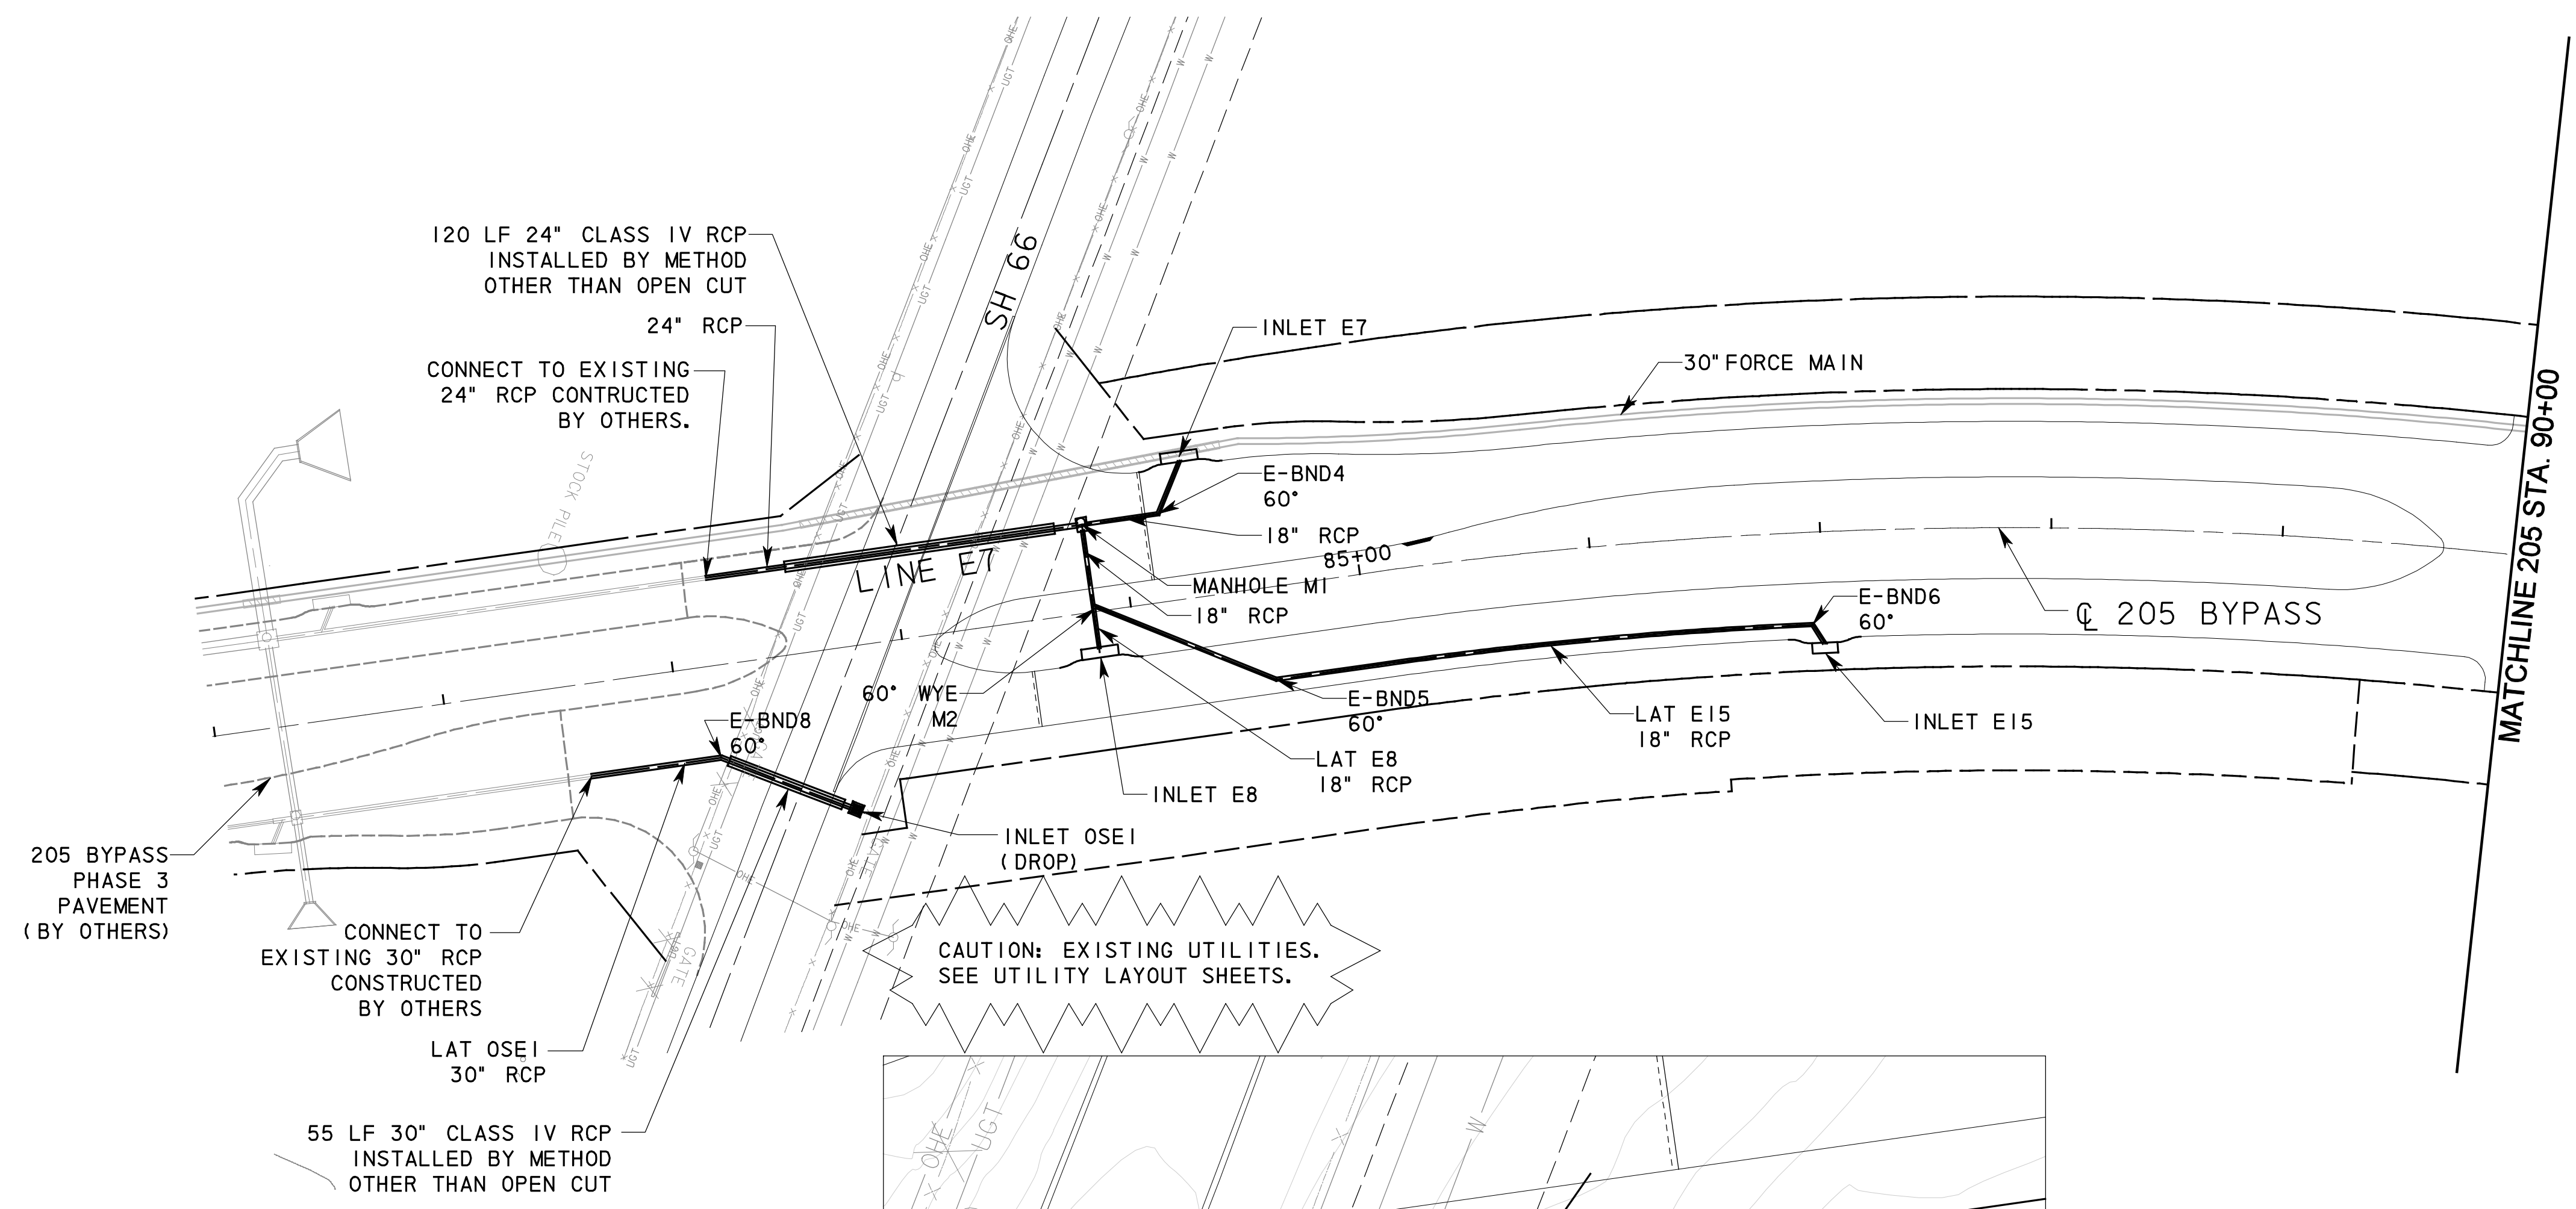 120 LF 24" CLASS IV RCP
INSTALLED BY METHOD
OTHER THAN OPEN CUT
24" RCP
CONNECT TO EXISTING
24" RCP CONTRUCTED
BY OTHERS.
STOCK PILE
SH 66
LINE E7
INLET E7
30" FORCE MAIN
E-BND4
60°
18" RCP
85+00
MANHOLE M1
18" RCP
60° WYE
M2
E-BND5
60°
LAT E8
18" RCP
INLET E8
E-BND6
60°
LAT E15
18" RCP
INLET E15
℄ 205 BYPASS
MATCHLINE 205 STA. 90+00
E-BND8
60°
INLET OSE1
(DROP)
205 BYPASS
PHASE 3
PAVEMENT
(BY OTHERS)
CONNECT TO
EXISTING 30" RCP
CONSTRUCTED
BY OTHERS
LAT OSE1
30" RCP
55 LF 30" CLASS IV RCP
INSTALLED BY METHOD
OTHER THAN OPEN CUT
CAUTION: EXISTING UTILITIES.
SEE UTILITY LAYOUT SHEETS.
GATE
GATE
OHE
UGT
OHE
UGT
W